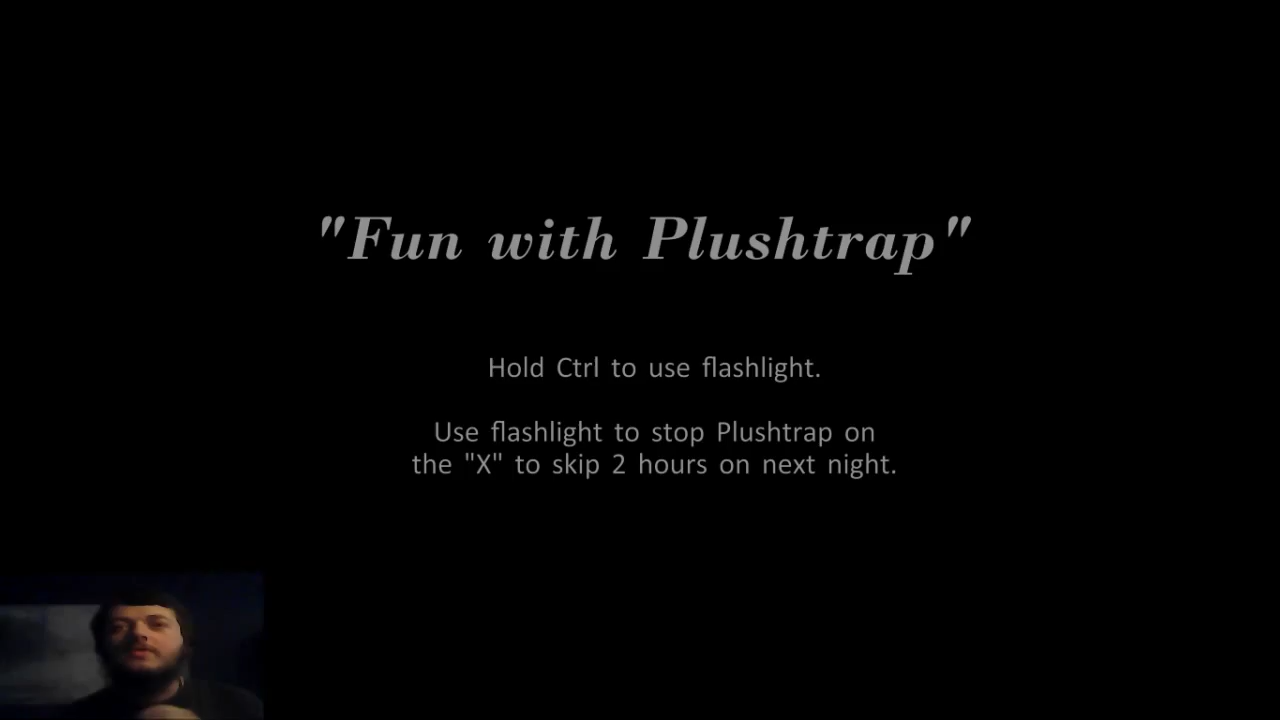 "Fun with Plushtrap"
Hold Ctrl to use flashlight.
Use flashlight to stop Plushtrap on
the "X" to skip 2 hours on next night.